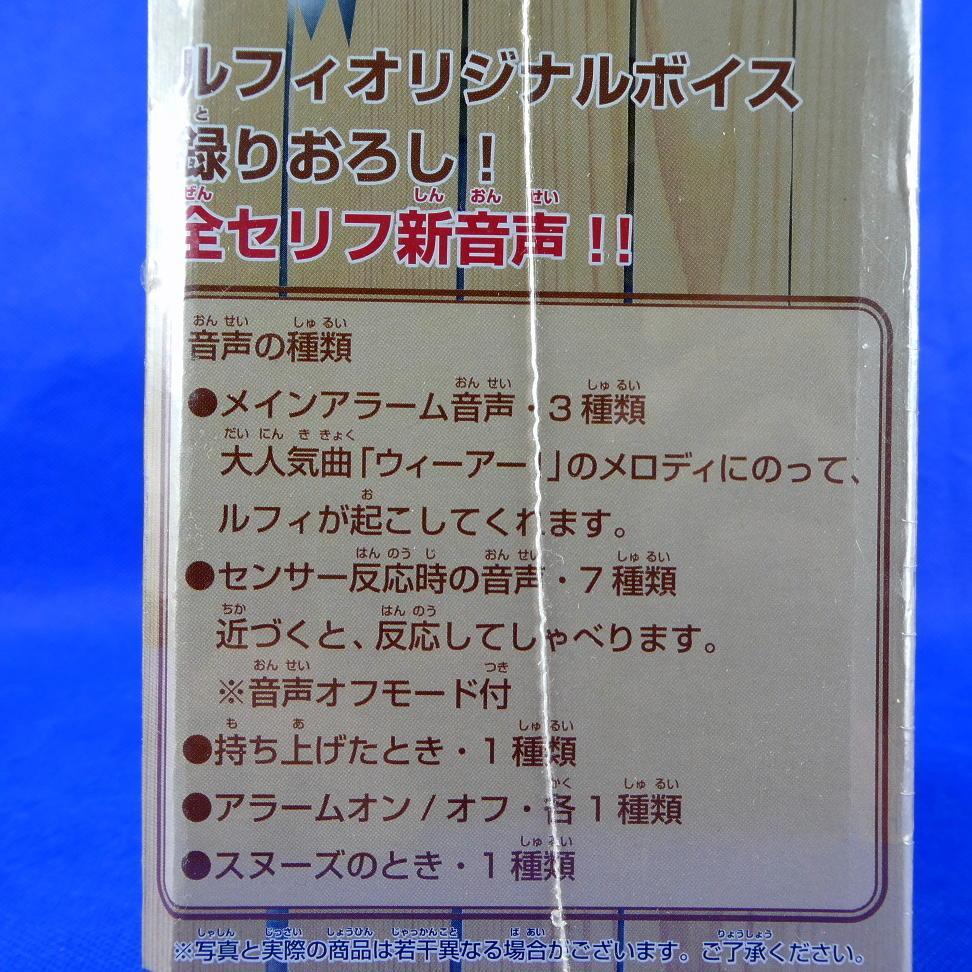 ルフィオリジナルボイス
録りおろし！
全セリフ新音声！！
音声の種類
●メインアラーム音声・3種類
大人気曲「ウィーアー！」のメロディにのって、
ルフィが起こしてくれます。
●センサー反応時の音声・7種類
近づくと、反応してしゃべります。
※音声オフモード付
●持ち上げたとき・1種類
●アラームオン/オフ・各1種類
●スヌーズのとき・1種類
※写真と実際の商品は若干異なる場合がございます。ご了承ください。